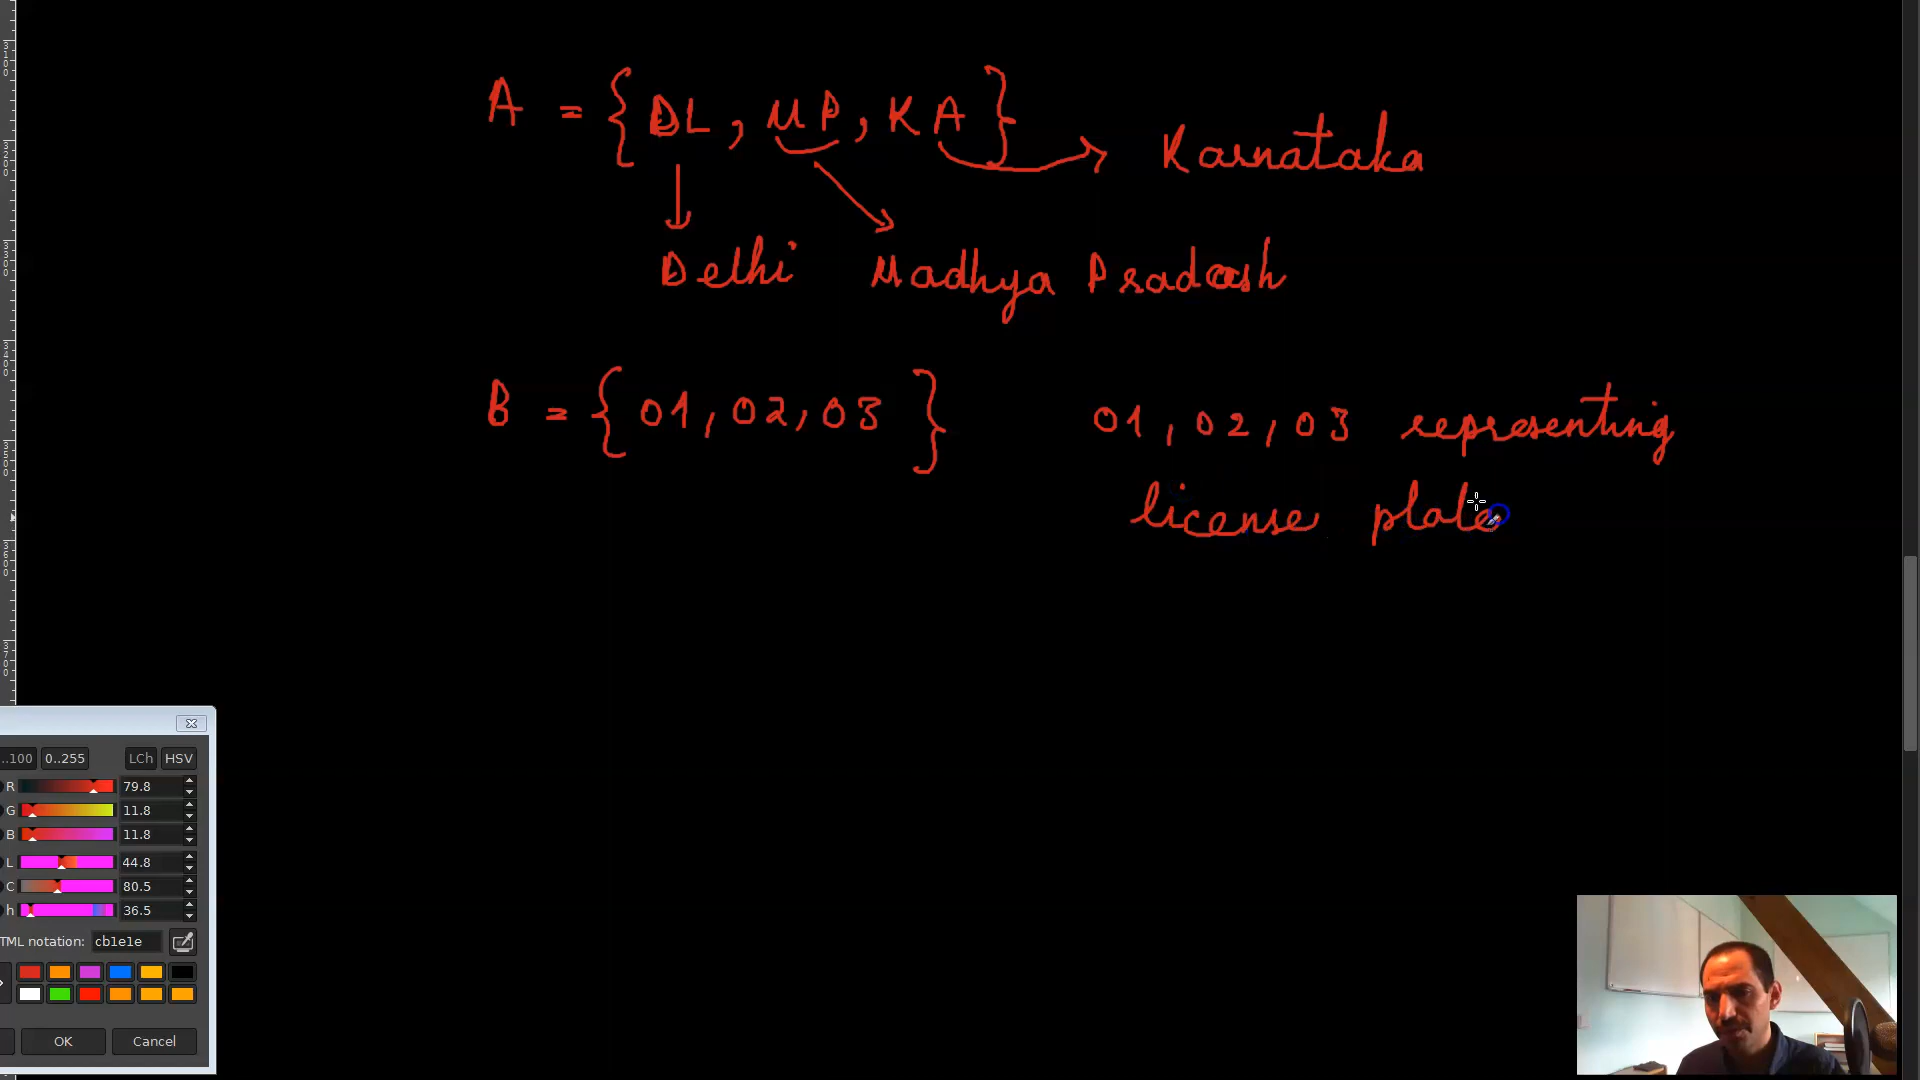 A = { DL, MP, KA } Karnataka
Delhi Madhya Pradesh
B = { 01, 02, 03 } 01, 02, 03 representing
license plate
..100 0..255 LCh HSV
R 79.8
G 11.8
B 11.8
L 44.8
C 80.5
h 36.5
TML notation: cb1e1e
OK Cancel